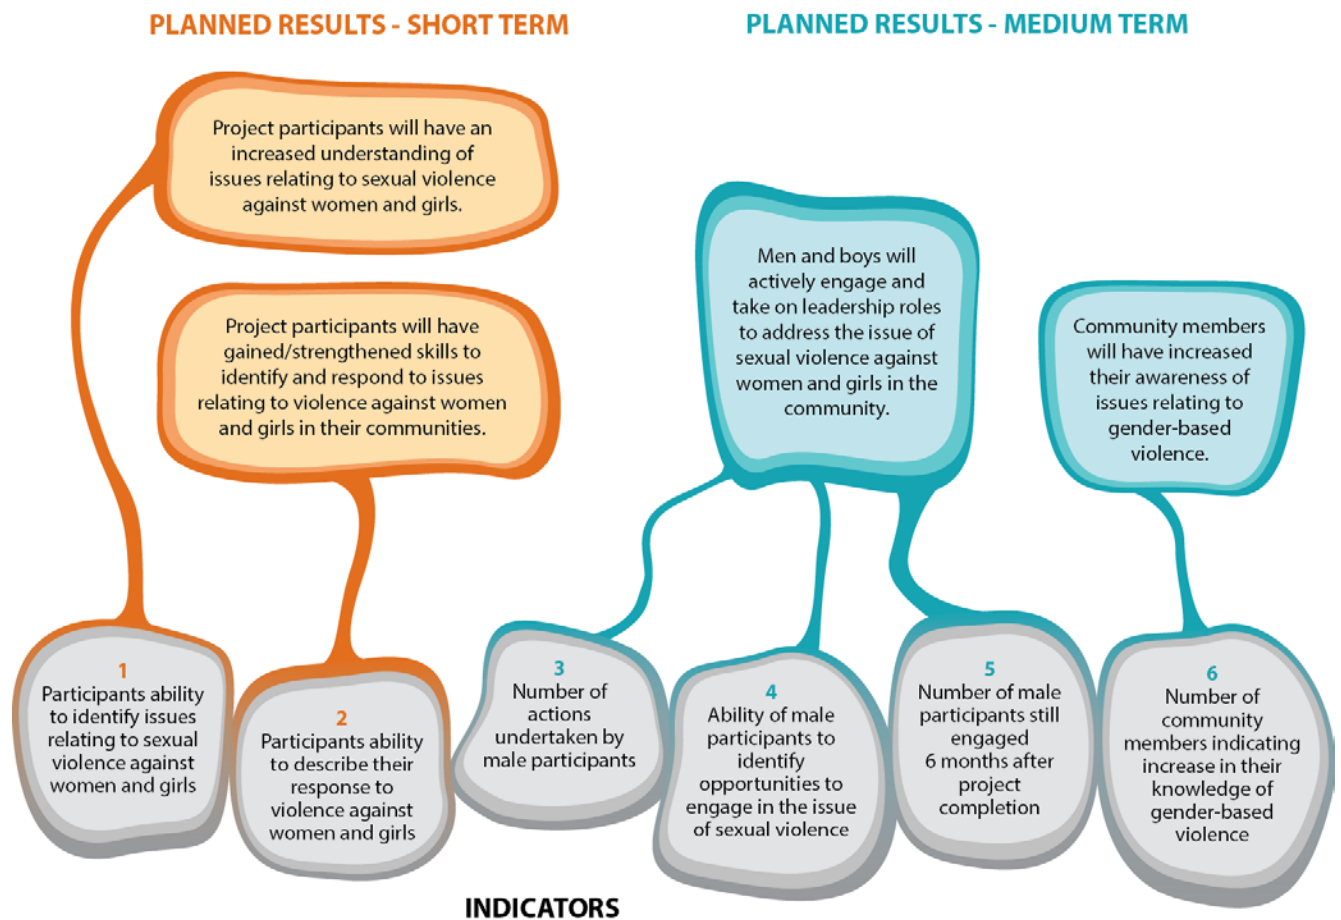 PLANNED RESULTS - SHORT TERM
PLANNED RESULTS - MEDIUM TERM
Project participants will have an
increased understanding of
issues relating to sexual violence
against women and girls.
Project participants will have
gained/strengthened skills to
identify and respond to issues
relating to violence against women
and girls in their communities.
Men and boys will
actively engage and
take on leadership roles
to address the issue of
sexual violence against
women and girls in the
community.
Community members
will have increased
their awareness of
issues relating to
gender-based
violence.
1
Participants ability
to identify issues
relating to sexual
violence against
women and girls
2
Participants ability
to describe their
response to
violence against
women and girls
3
Number of
actions
undertaken by
male participants
4
Ability of male
participants to
identify
opportunities to
engage in the issue
of sexual violence
5
Number of male
participants still
engaged
6 months after
project
completion
6
Number of
community
members indicating
increase in their
knowledge of
gender-based
violence
INDICATORS